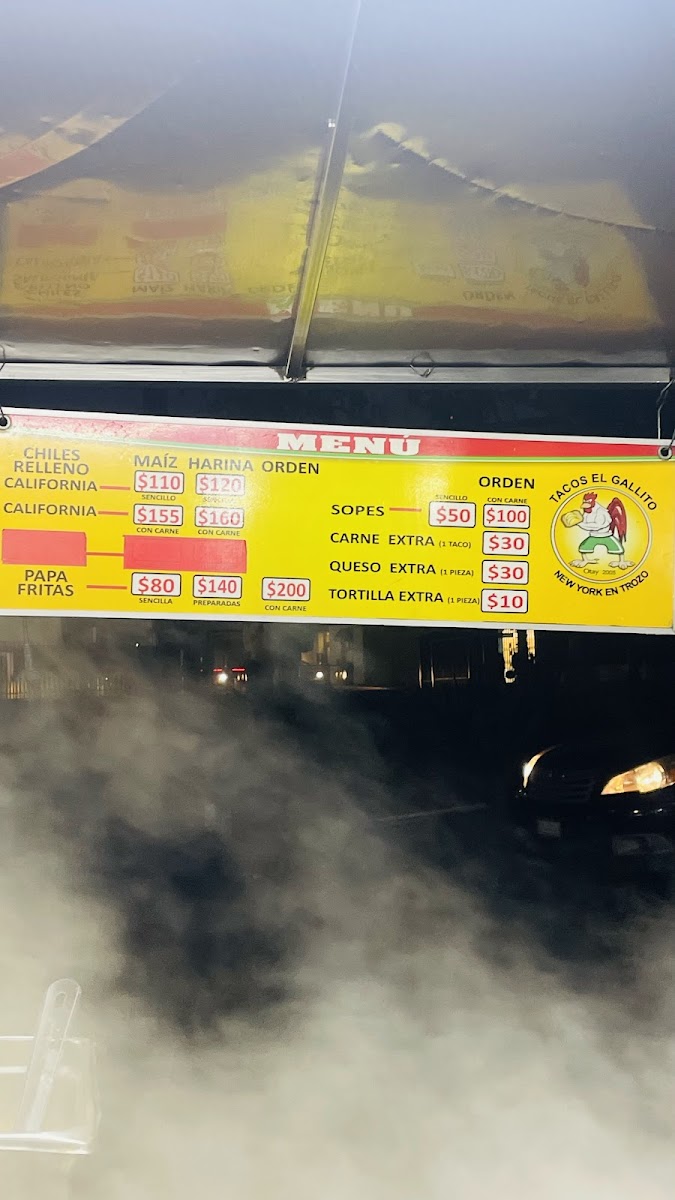 MENÚ
CHILES
RELLENO
MAÍZ HARINA ORDEN
CALIFORNIA $110 $120
SENCILLO
CALIFORNIA $155 $160
CON CARNE CON CARNE
PAPA
FRITAS $80 $140 $200
SENCILLA PREPARADAS CON CARNE
ORDEN
SENCILLO CON CARNE
SOPES $50 $100
CARNE EXTRA (1 TACO) $30
QUESO EXTRA (1 PIEZA) $30
TORTILLA EXTRA (1 PIEZA) $10
TACOS EL GALLITO
Otay 2005
NEW YORK EN TROZO